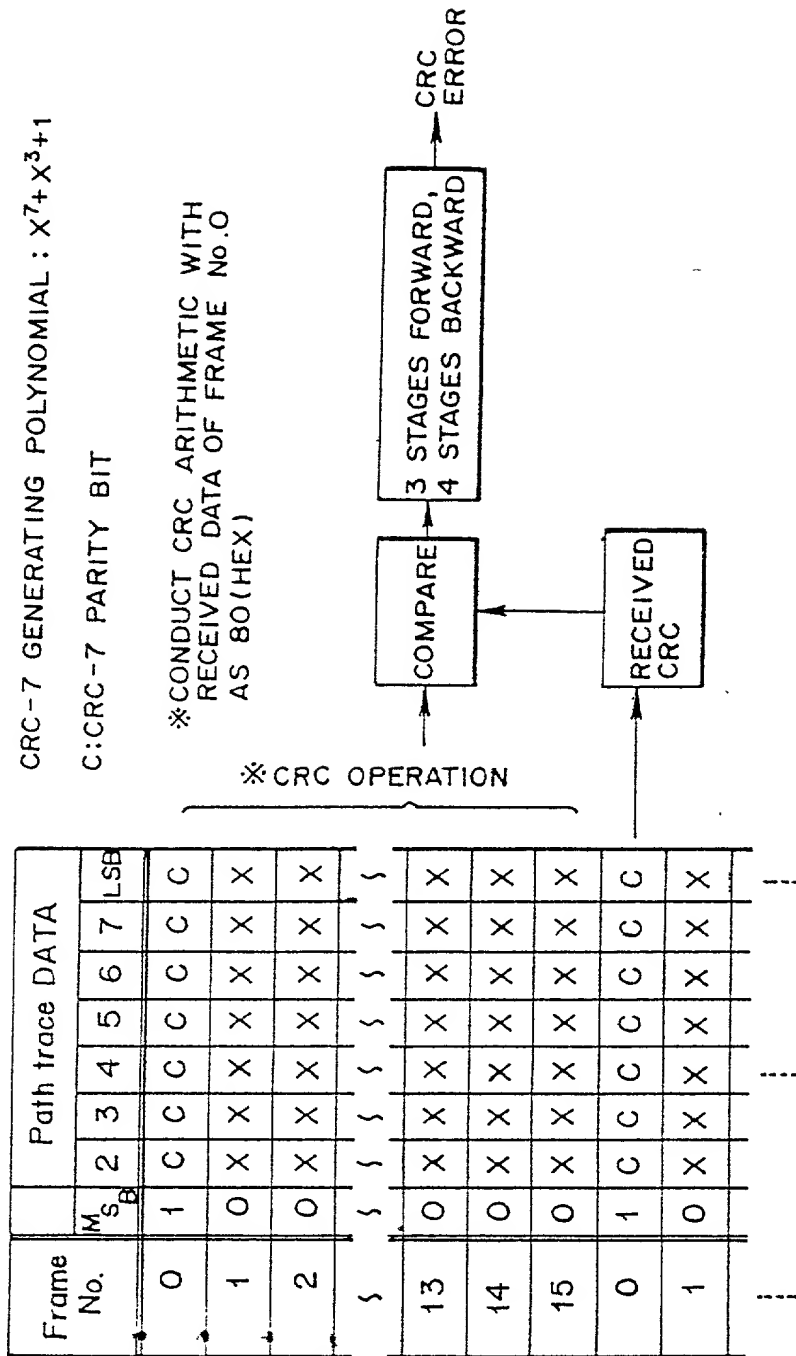 CRC-7 GENERATING POLYNOMIAL : X⁷+X³+1
C:CRC-7 PARITY BIT
※CONDUCT CRC ARITHMETIC WITH
RECEIVED DATA OF FRAME No.0
AS 80(HEX)
Frame No. Path trace DATA
MSB 2 3 4 5 6 7 LSB
0 1 C C C C C C C
1 0 X X X X X X X
2 0 X X X X X X X
~ ~ ~ ~ ~ ~ ~ ~ ~
13 0 X X X X X X X
14 0 X X X X X X X
15 0 X X X X X X X
0 1 C C C C C C C
1 0 X X X X X X X
※CRC OPERATION
COMPARE
3 STAGES FORWARD,
4 STAGES BACKWARD
CRC
ERROR
RECEIVED
CRC